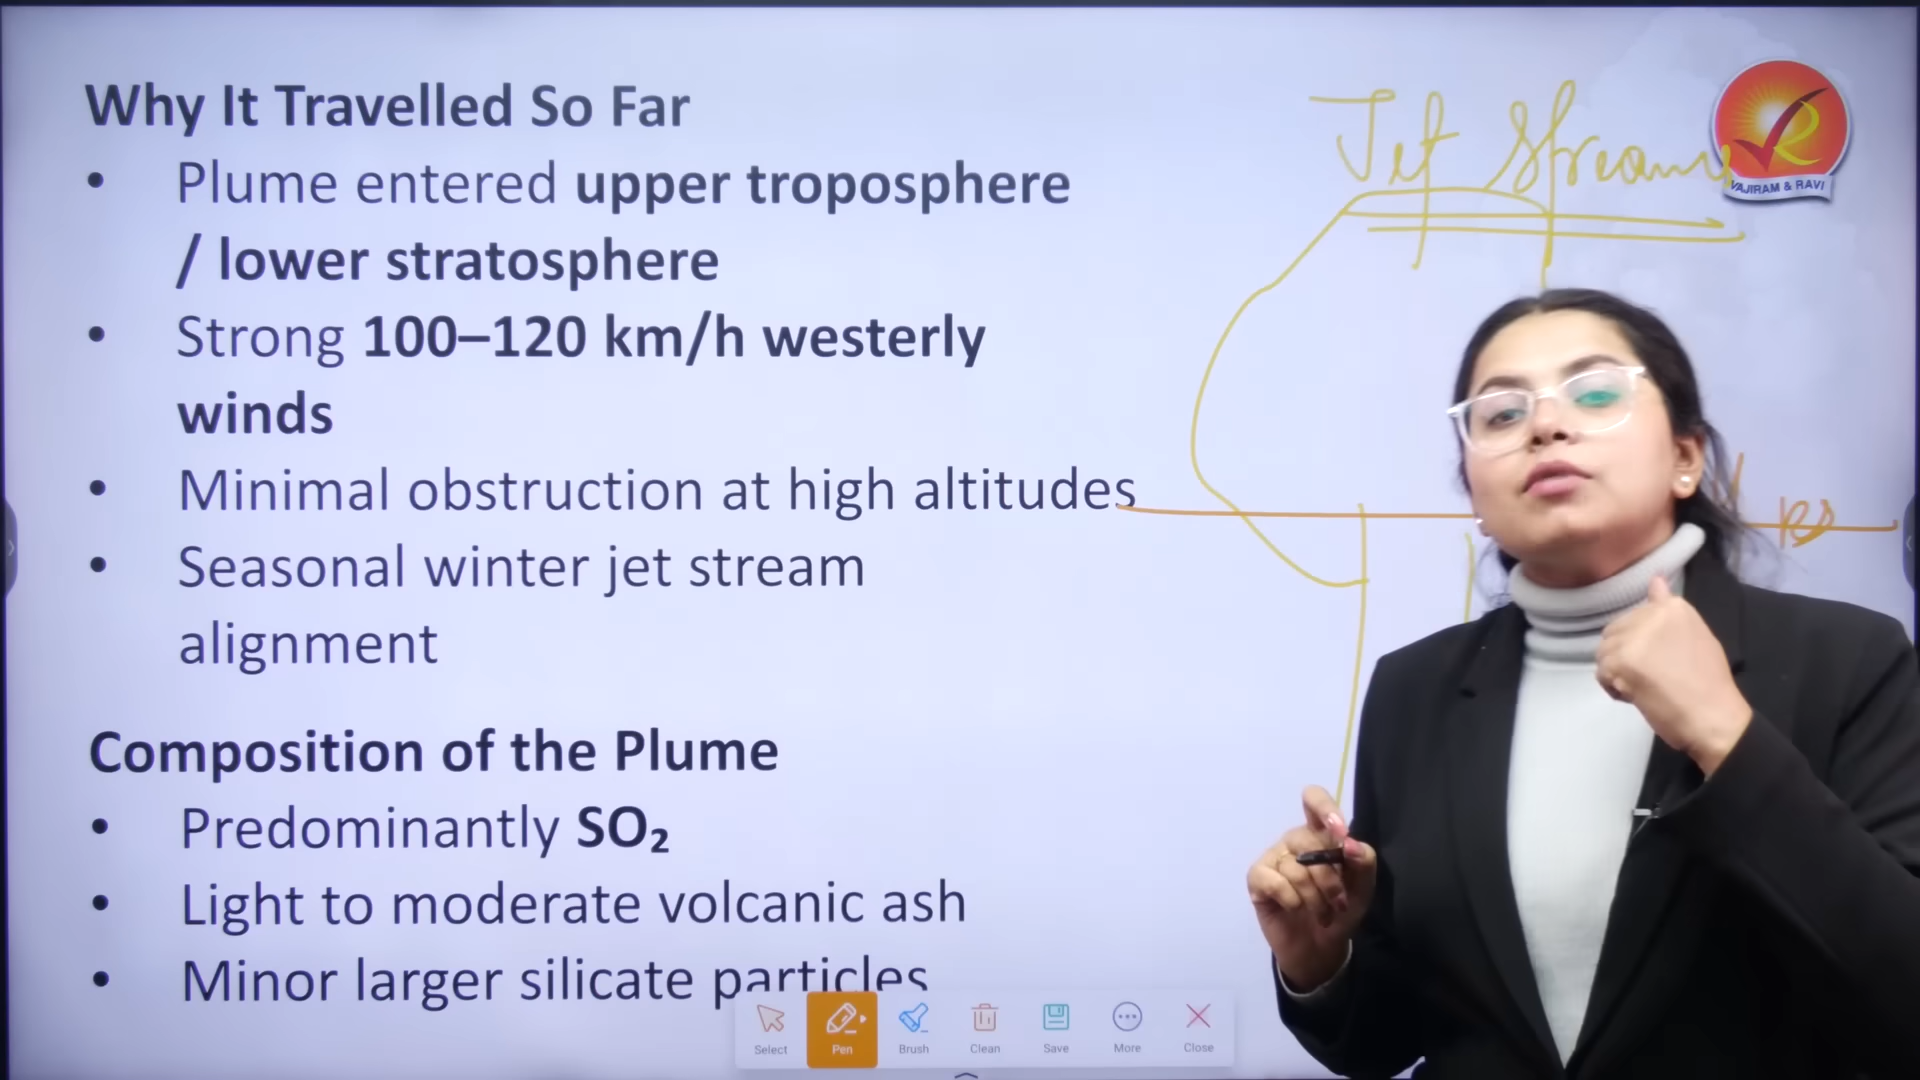 Why It Travelled So Far
• Plume entered upper troposphere
/ lower stratosphere
• Strong 100–120 km/h westerly
winds
• Minimal obstruction at high altitudes
• Seasonal winter jet stream
alignment
Composition of the Plume
• Predominantly SO₂
• Light to moderate volcanic ash
• Minor larger silicate particles
Jet Streams
VAJIRAM & RAVI
Select
Pen
Brush
Clean
Save
More
Close